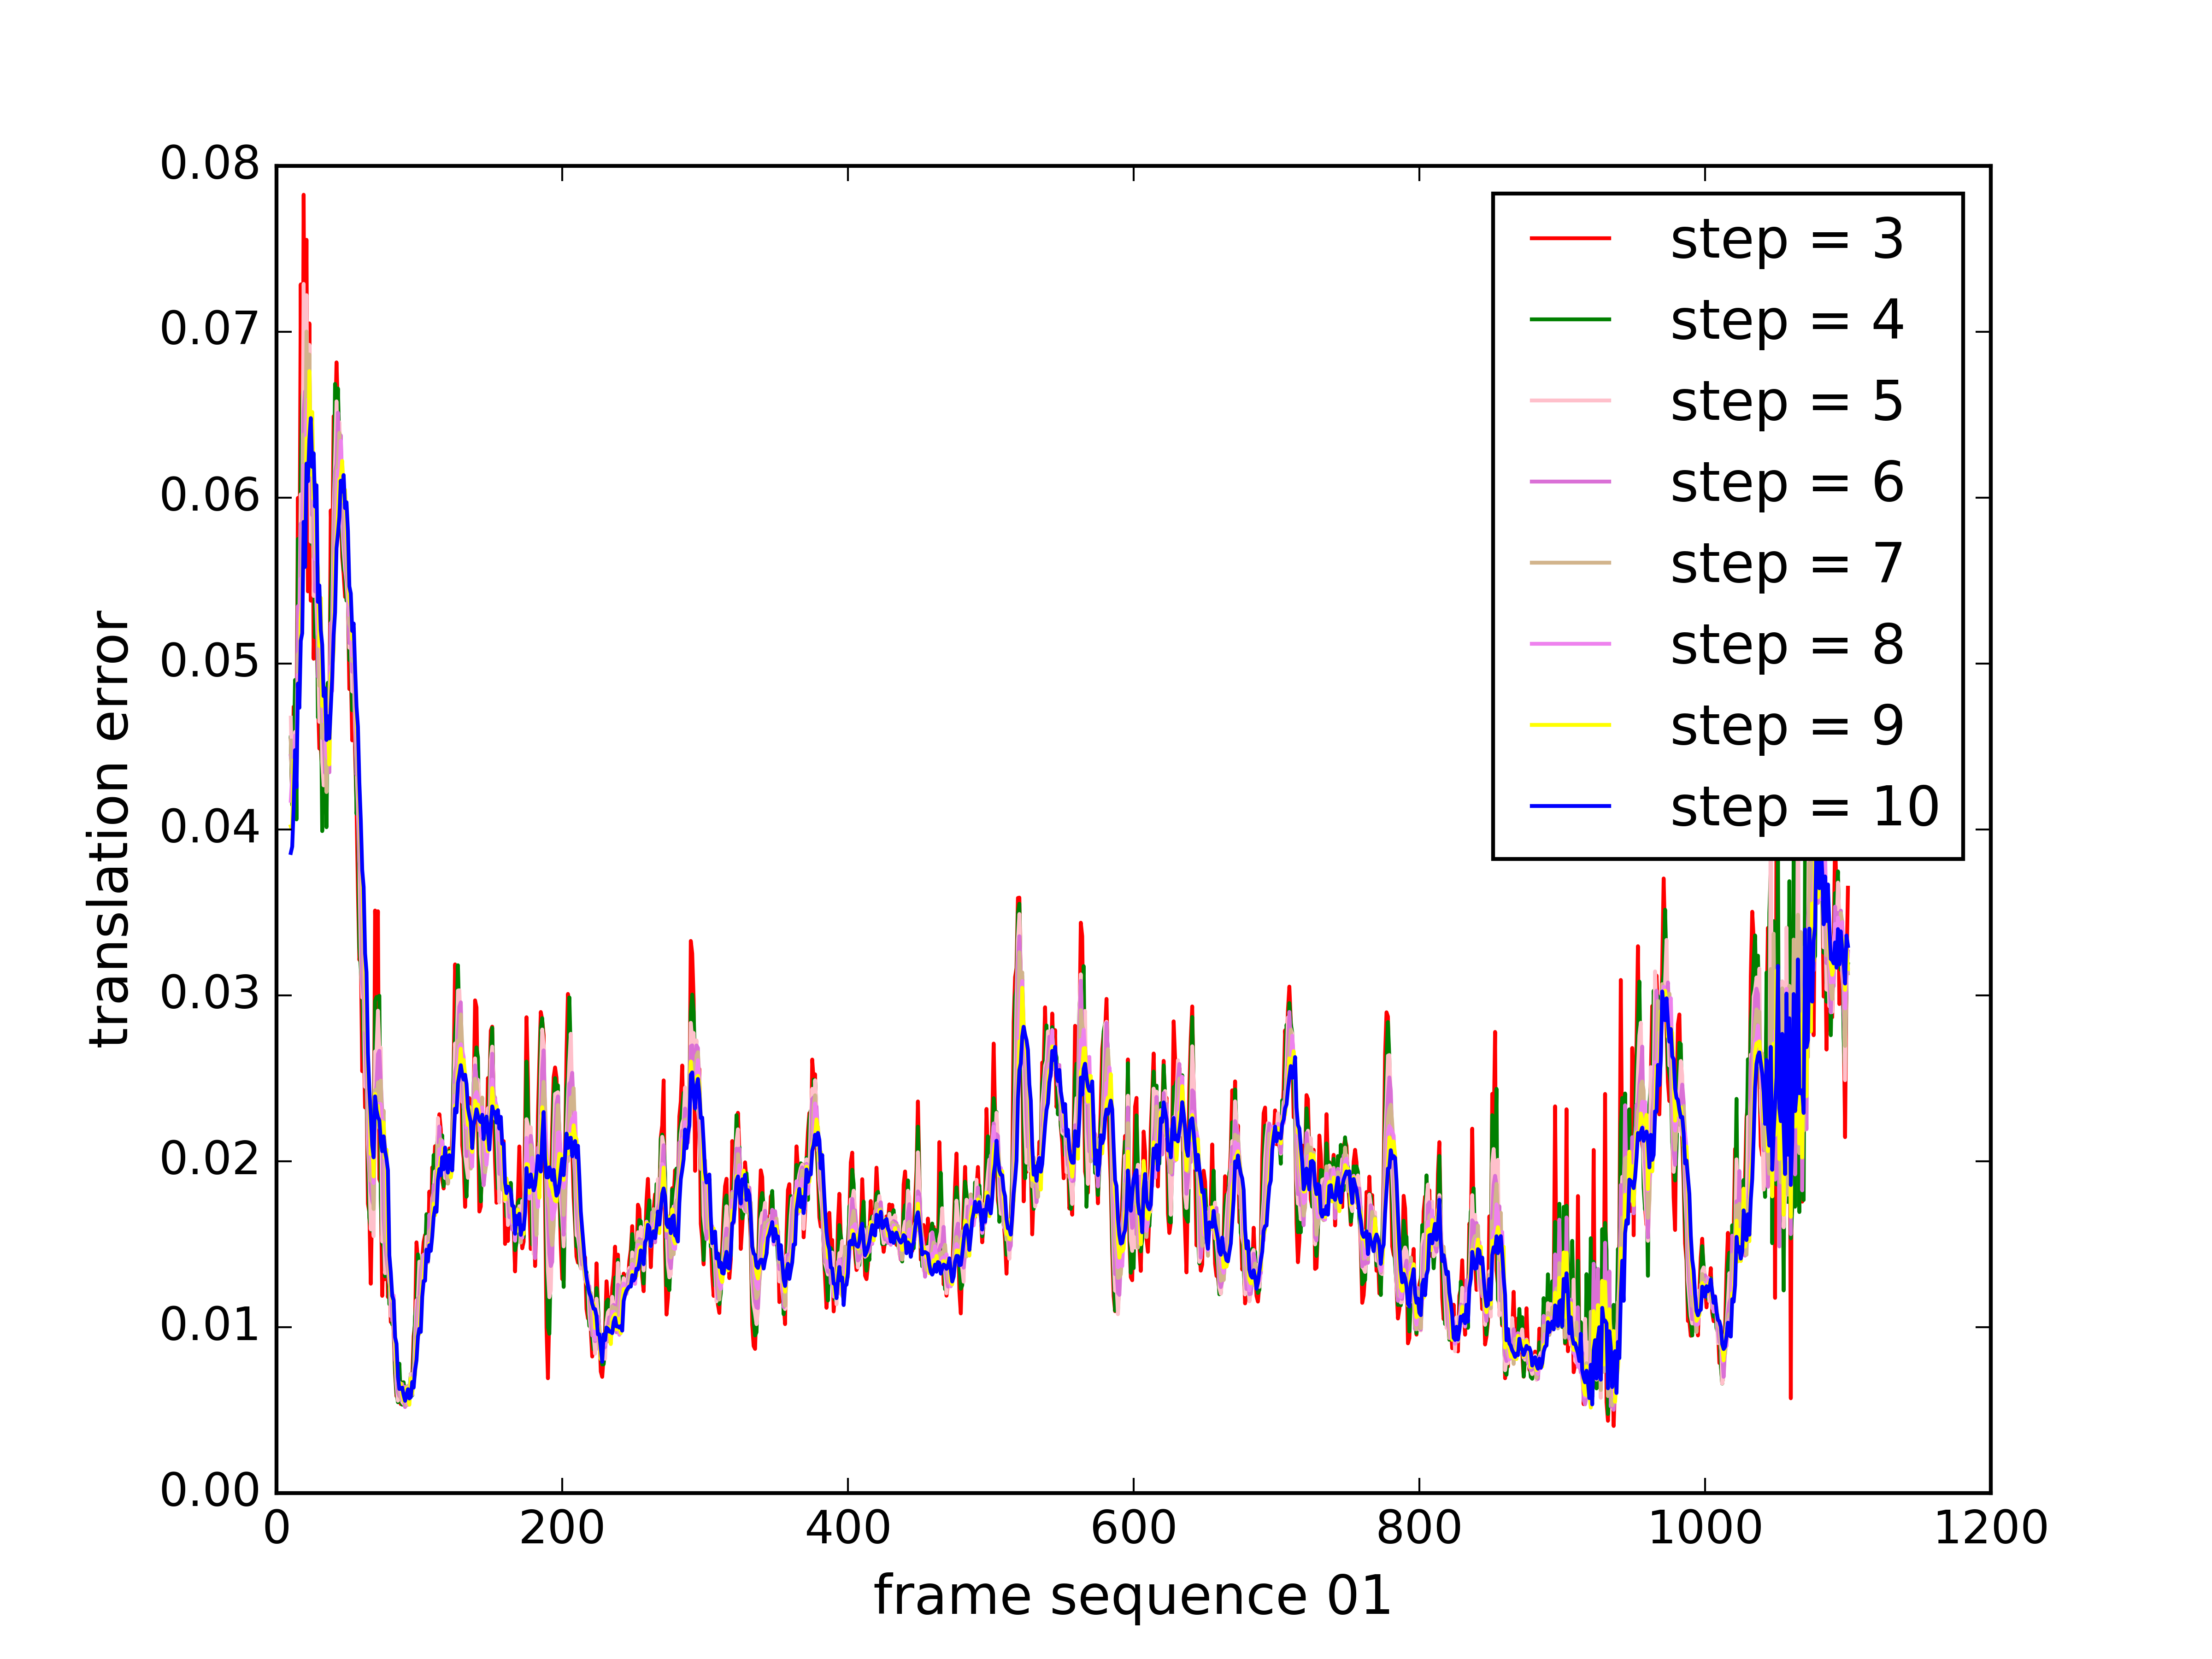 0.08
0.07
0.06
0.05
0.04
0.03
0.02
0.01
0.00
translation error
0
200
400
600
800
1000
1200
frame sequence 01
step = 3
step = 4
step = 5
step = 6
step = 7
step = 8
step = 9
step = 10